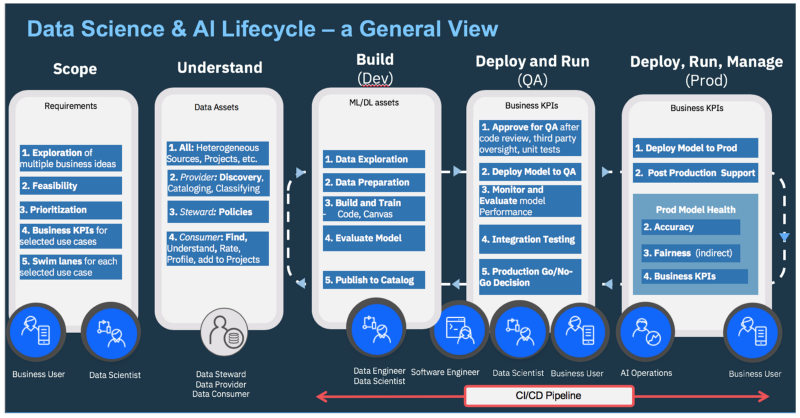 Data Science & AI Lifecycle – a General View
Scope
Requirements
1. Exploration of
multiple business ideas
2. Feasibility
3. Prioritization
4. Business KPIs for
selected use cases
5. Swim lanes for each
selected use case
Business User
Data Scientist
Understand
Data Assets
1. All: Heterogeneous
Sources, Projects, etc.
2. Provider: Discovery,
Cataloging, Classifying
3. Steward: Policies
4. Consumer: Find,
Understand, Rate,
Profile, add to Projects
Data Steward
Data Provider
Data Consumer
Build
(Dev)
ML/DL assets
1. Data Exploration
2. Data Preparation
3. Build and Train
- Code, Canvas
4. Evaluate Model
5. Publish to Catalog
Data Engineer
Data Scientist
Software Engineer
Deploy and Run
(QA)
Business KPIs
1. Approve for QA after
code review, third party
oversight, unit tests
2. Deploy Model to QA
3. Monitor and
Evaluate model
Performance
4. Integration Testing
5. Production Go/No-
Go Decision
Data Scientist
Business User
Deploy, Run, Manage
(Prod)
Business KPIs
1. Deploy Model to Prod
2. Post Production Support
Prod Model Health
2. Accuracy
3. Fairness (indirect)
4. Business KPIs
AI Operations
Business User
CI/CD Pipeline